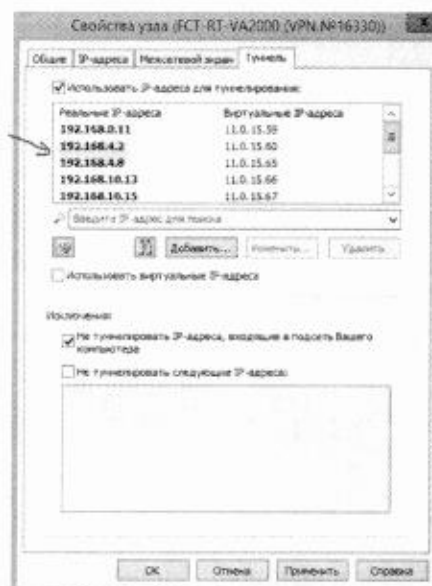 Свойства узла (FCT-RT-VA2000 (VPN.№16330))
Общие IP-адреса Межсетевой экран Туннель
Использовать IP-адреса для туннелирования:
Реальные IP-адреса Виртуальные IP-адреса
192.168.0.11 11.0.15.59
192.168.4.2 11.0.15.60
192.168.4.8 11.0.15.65
192.168.10.13 11.0.15.66
192.168.10.15 11.0.15.67
Введите IP-адрес для поиска
Добавить... Изменить... Удалить
Использовать виртуальные IP-адреса
Исключения:
Не туннелировать IP-адреса, входящие в подсеть Вашего
компьютера
Не туннелировать следующие IP-адреса:
OK Отмена Применить Справка